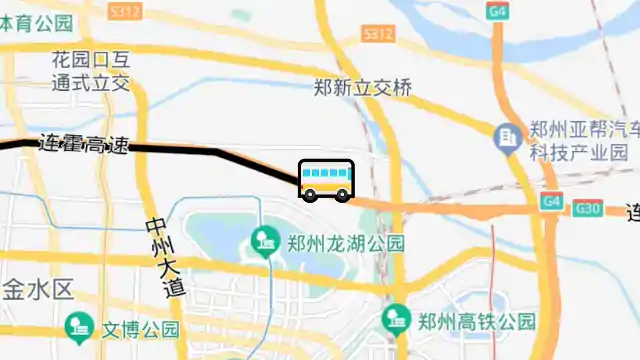 S312
G4
体育公园
S312
花园口互
通式立交
郑新立交桥
郑州亚帮汽车
科技产业园
连霍高速
G4
G30
连
中
州
大
道
郑州龙湖公园
金水区
文博公园
郑州高铁公园